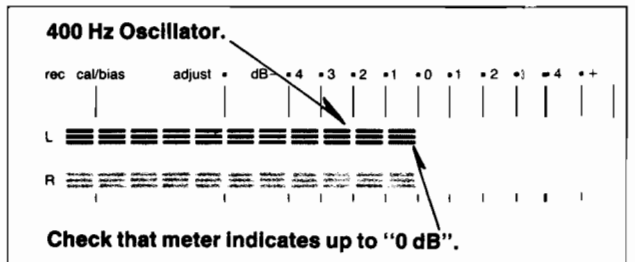 400 Hz Oscillator.
rec cal/bias adjust • dB- •4 •3 •2 •1 •0 •1 •2 •3 •4 •+
L
R
Check that meter indicates up to "0 dB".